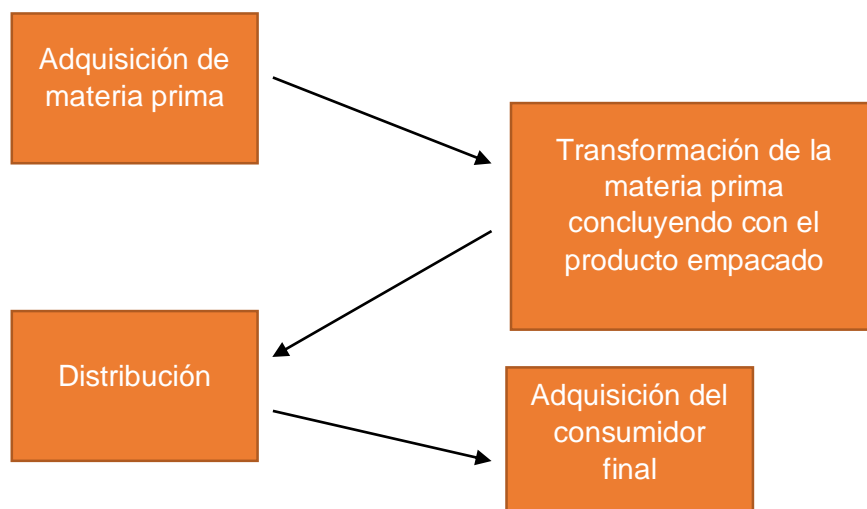 Adquisición de
materia prima
Transformación de la
materia prima
concluyendo con el
producto empacado
Distribución
Adquisición del
consumidor
final